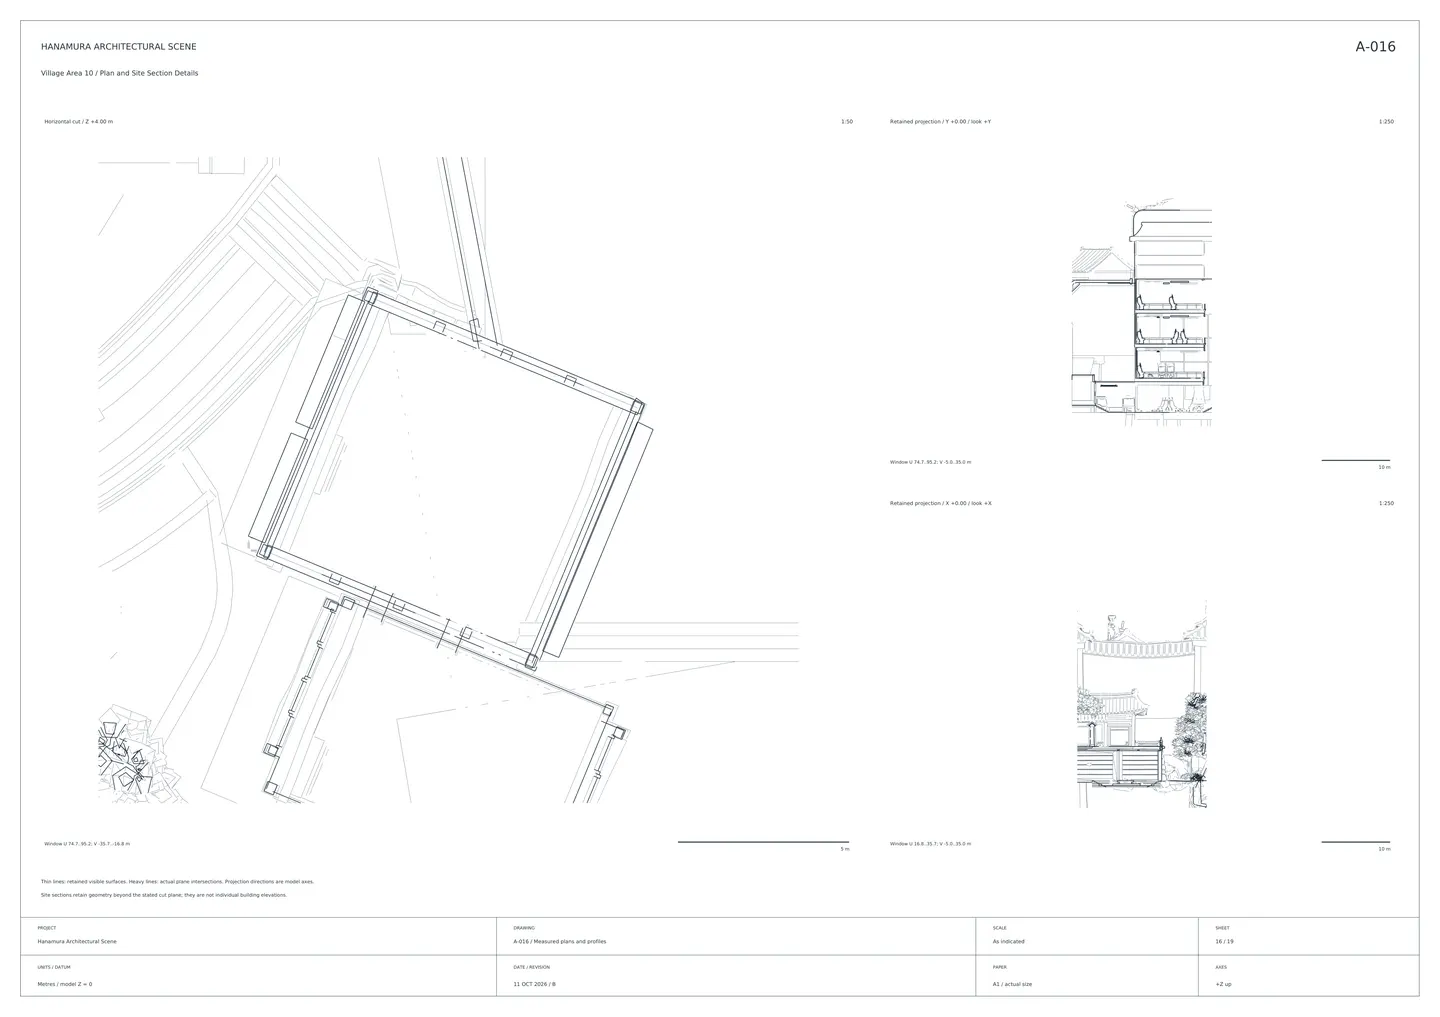 HANAMURA ARCHITECTURAL SCENE
A-016
Village Area 10 / Plan and Site Section Details
Horizontal cut / Z +4.00 m
1:50
Retained projection / Y +0.00 / look +Y
1:250
Window U 74.7..95.2; V -5.0..35.0 m
10 m
Retained projection / X +0.00 / look +X
1:250
Window U 74.7..95.2; V -35.7..-16.8 m
5 m
Window U 16.8..35.7; V -5.0..35.0 m
10 m
Thin lines: retained visible surfaces. Heavy lines: actual plane intersections. Projection directions are model axes.
Site sections retain geometry beyond the stated cut plane; they are not individual building elevations.
PROJECT
Hanamura Architectural Scene
DRAWING
A-016 / Measured plans and profiles
SCALE
As indicated
SHEET
16 / 19
UNITS / DATUM
Metres / model Z = 0
DATE / REVISION
11 OCT 2026 / B
PAPER
A1 / actual size
AXES
+Z up